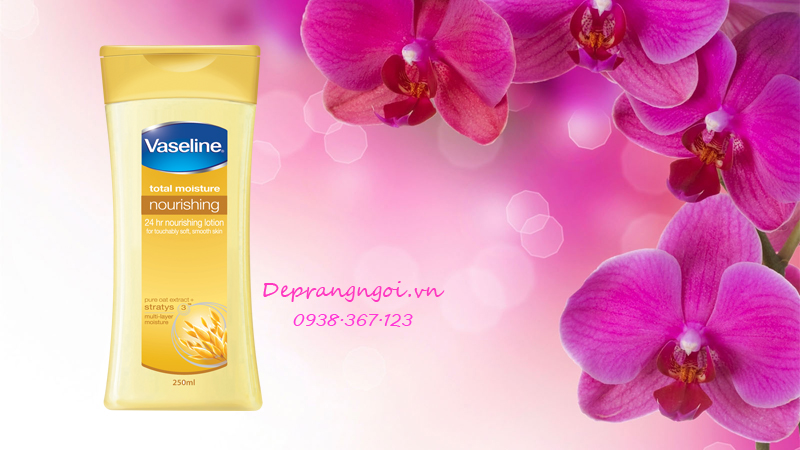 Vaseline®
total moisture
nourishing
24 hr nourishing lotion
for touchably soft, smooth skin
pure oat extract +
stratys 3™
multi-layer
moisture
250ml
Deprangngoi.vn
0938·367·123